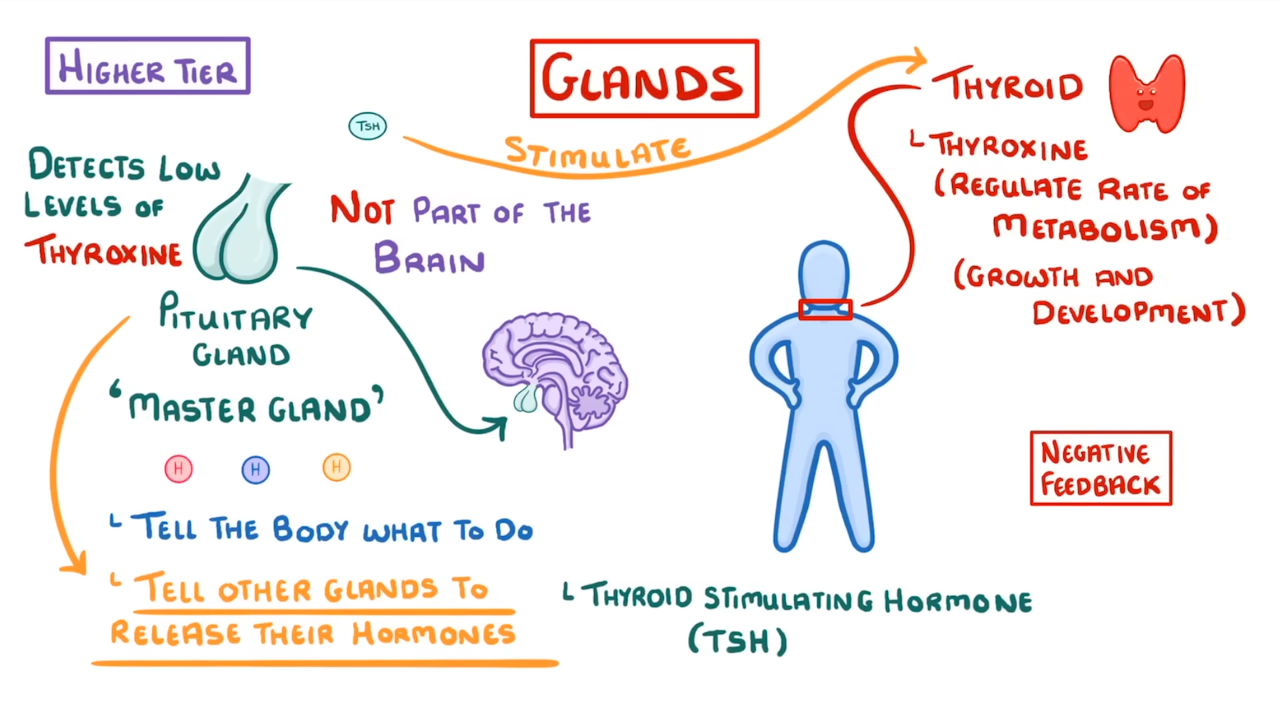 HIGHER TIER
GLANDS
TSH
STIMULATE
THYROID
└ THYROXINE
(REGULATE RATE OF
METABOLISM)
(GROWTH AND
DEVELOPMENT)
DETECTS LOW
LEVELS OF
THYROXINE
NOT PART OF THE
BRAIN
PITUITARY
GLAND
‘MASTER GLAND’
H H H
└ TELL THE BODY WHAT TO DO
└ TELL OTHER GLANDS TO
RELEASE THEIR HORMONES
└ THYROID STIMULATING HORMONE
(TSH)
NEGATIVE
FEEDBACK